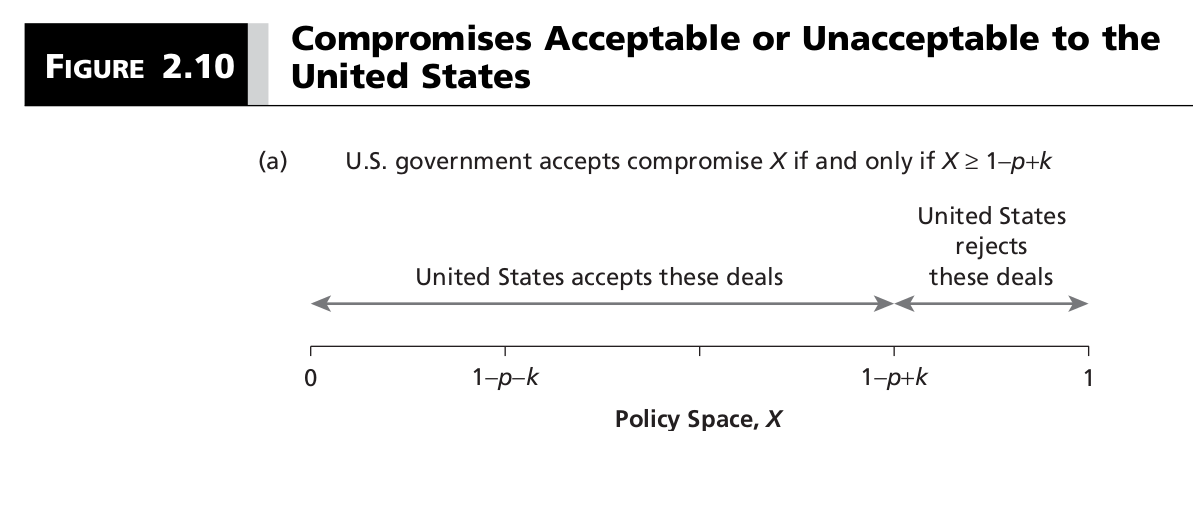 FIGURE 2.10
Compromises Acceptable or Unacceptable to the
United States
(a) U.S. government accepts compromise X if and only if X ≥ 1–p+k
United States
rejects
these deals
United States accepts these deals
0 1–p–k 1–p+k 1
Policy Space, X